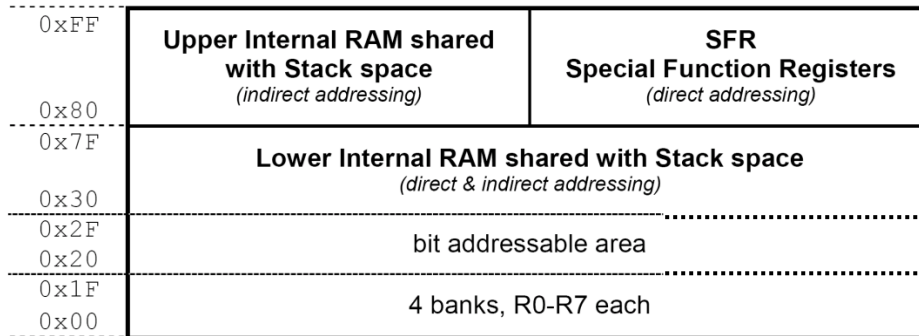 0xFF
Upper Internal RAM shared
with Stack space
(indirect addressing)
SFR
Special Function Registers
(direct addressing)
0x80
0x7F
Lower Internal RAM shared with Stack space
(direct & indirect addressing)
0x30
0x2F
bit addressable area
0x20
0x1F
4 banks, R0-R7 each
0x00